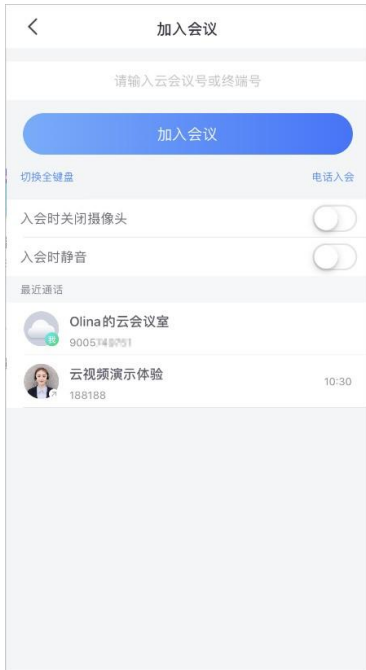 加入会议
请输入云会议号或终端号
加入会议
切换全键盘 电话入会
入会时关闭摄像头
入会时静音
最近通话
Olina的云会议室
我
云视频演示体验
10:30
188188